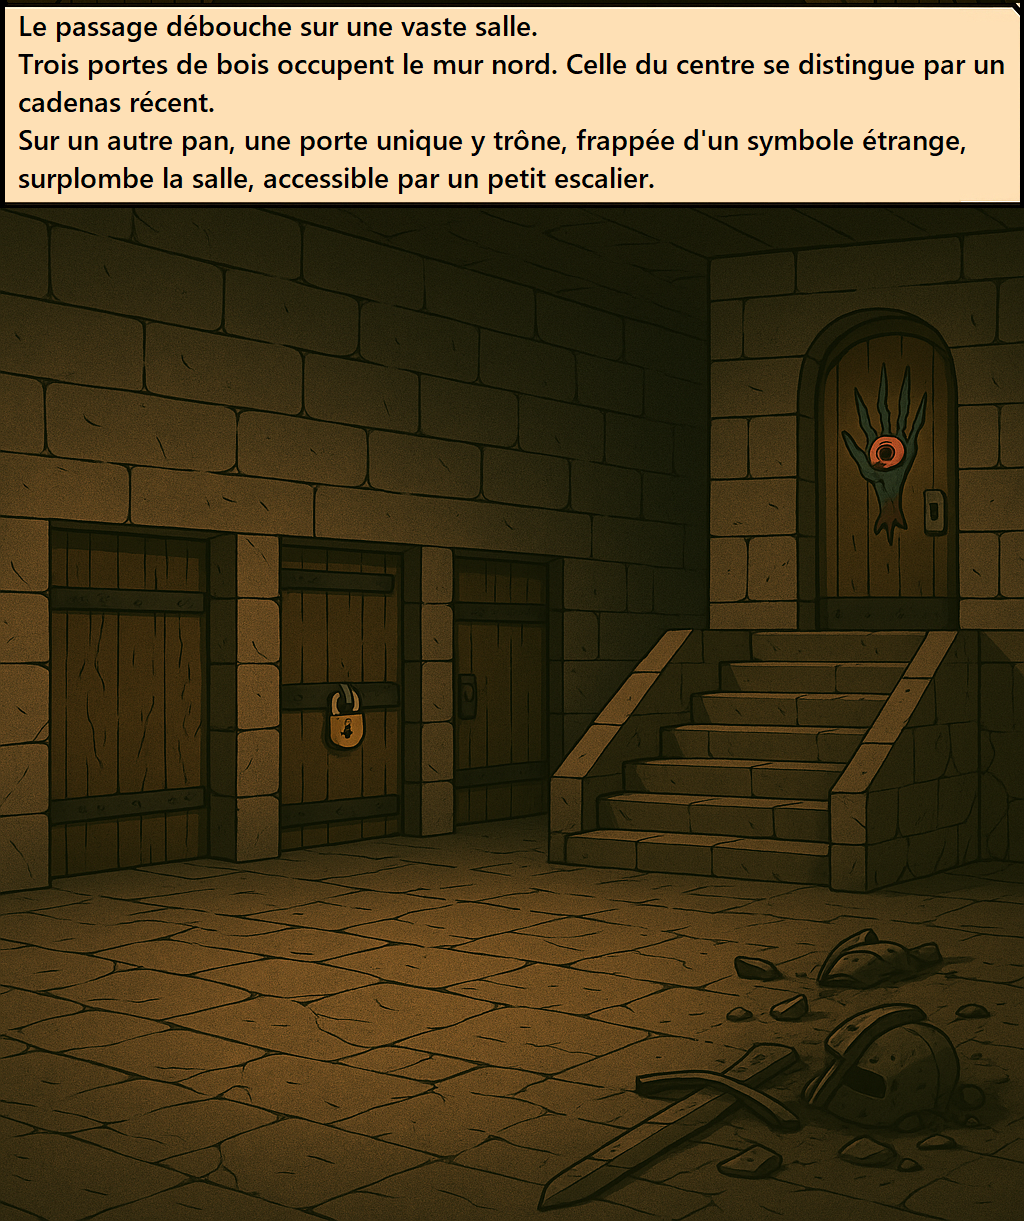 Le passage débouche sur une vaste salle.
Trois portes de bois occupent le mur nord. Celle du centre se distingue par un
cadenas récent.
Sur un autre pan, une porte unique y trône, frappée d'un symbole étrange,
surplombe la salle, accessible par un petit escalier.